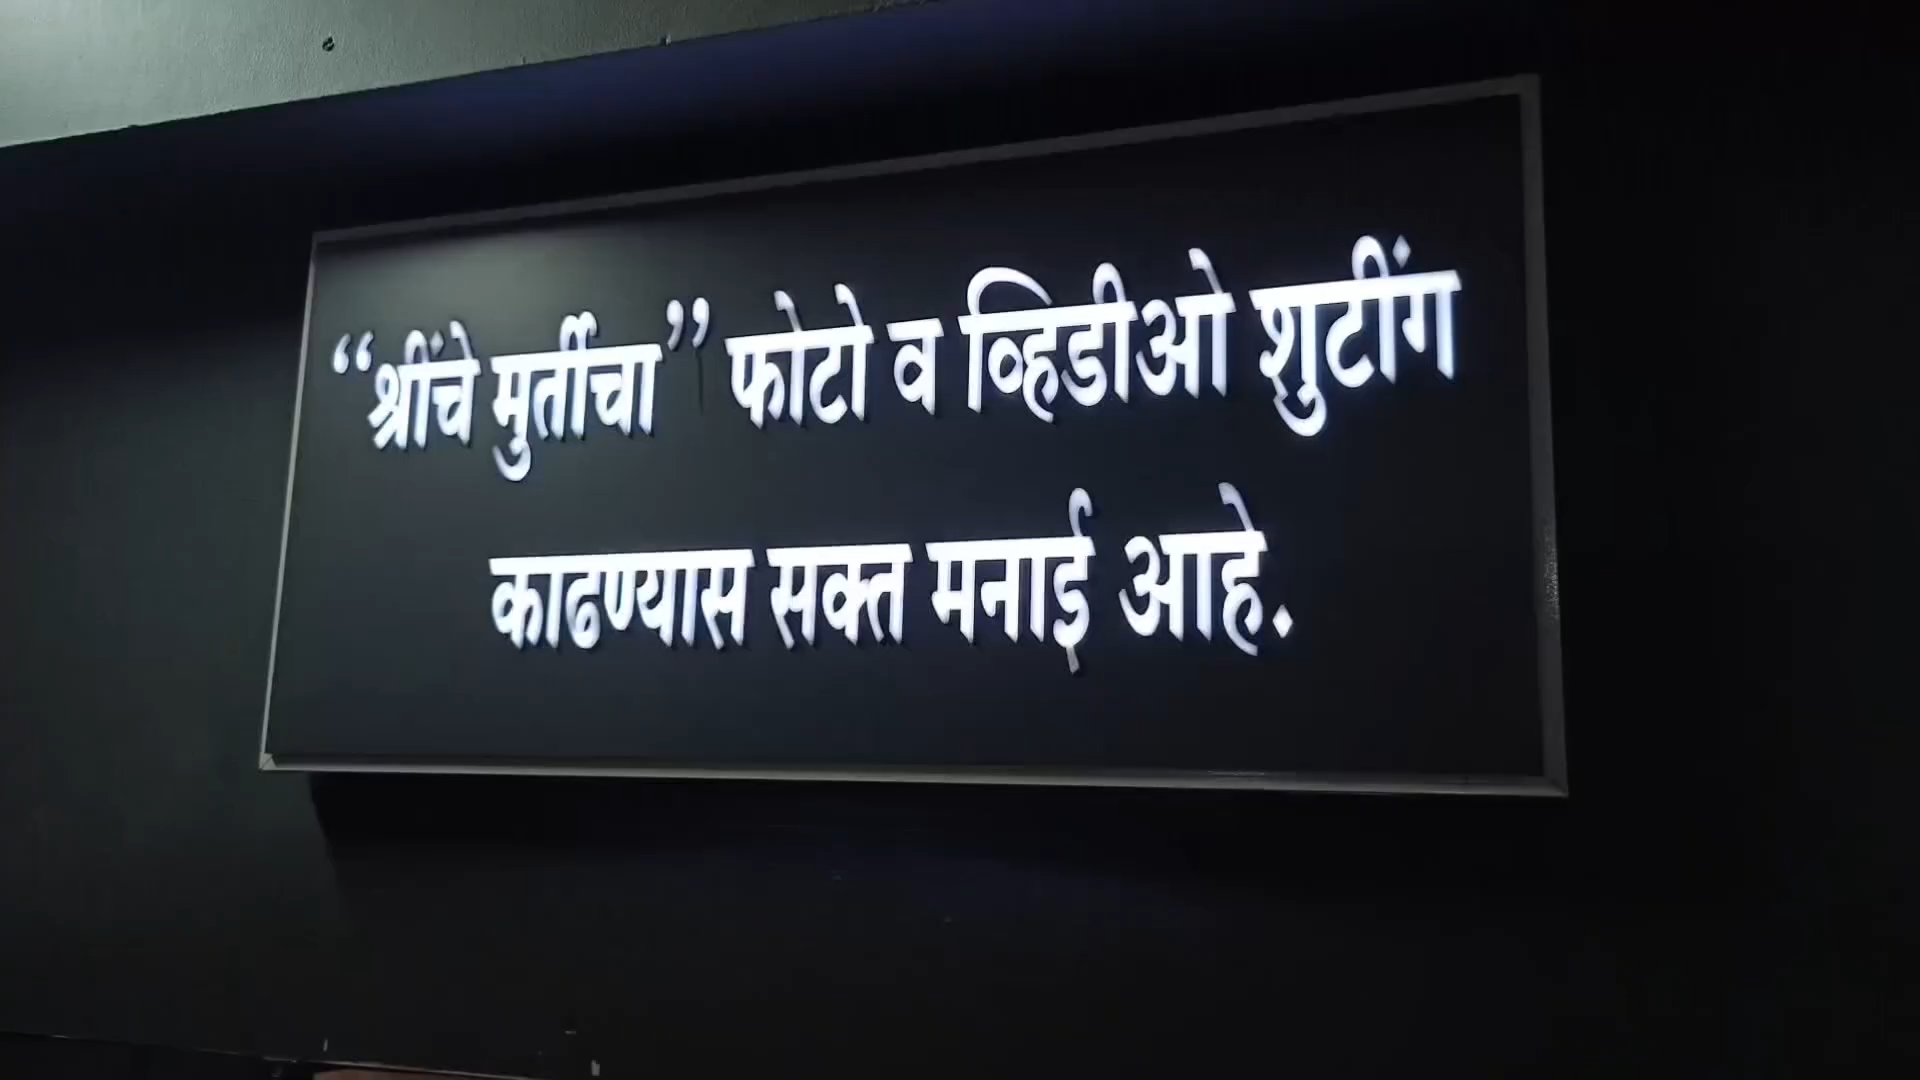 “श्रींचे मुर्तीचा” फोटो व व्हिडीओ शुटींग
काढण्यास सक्त मनाई आहे.